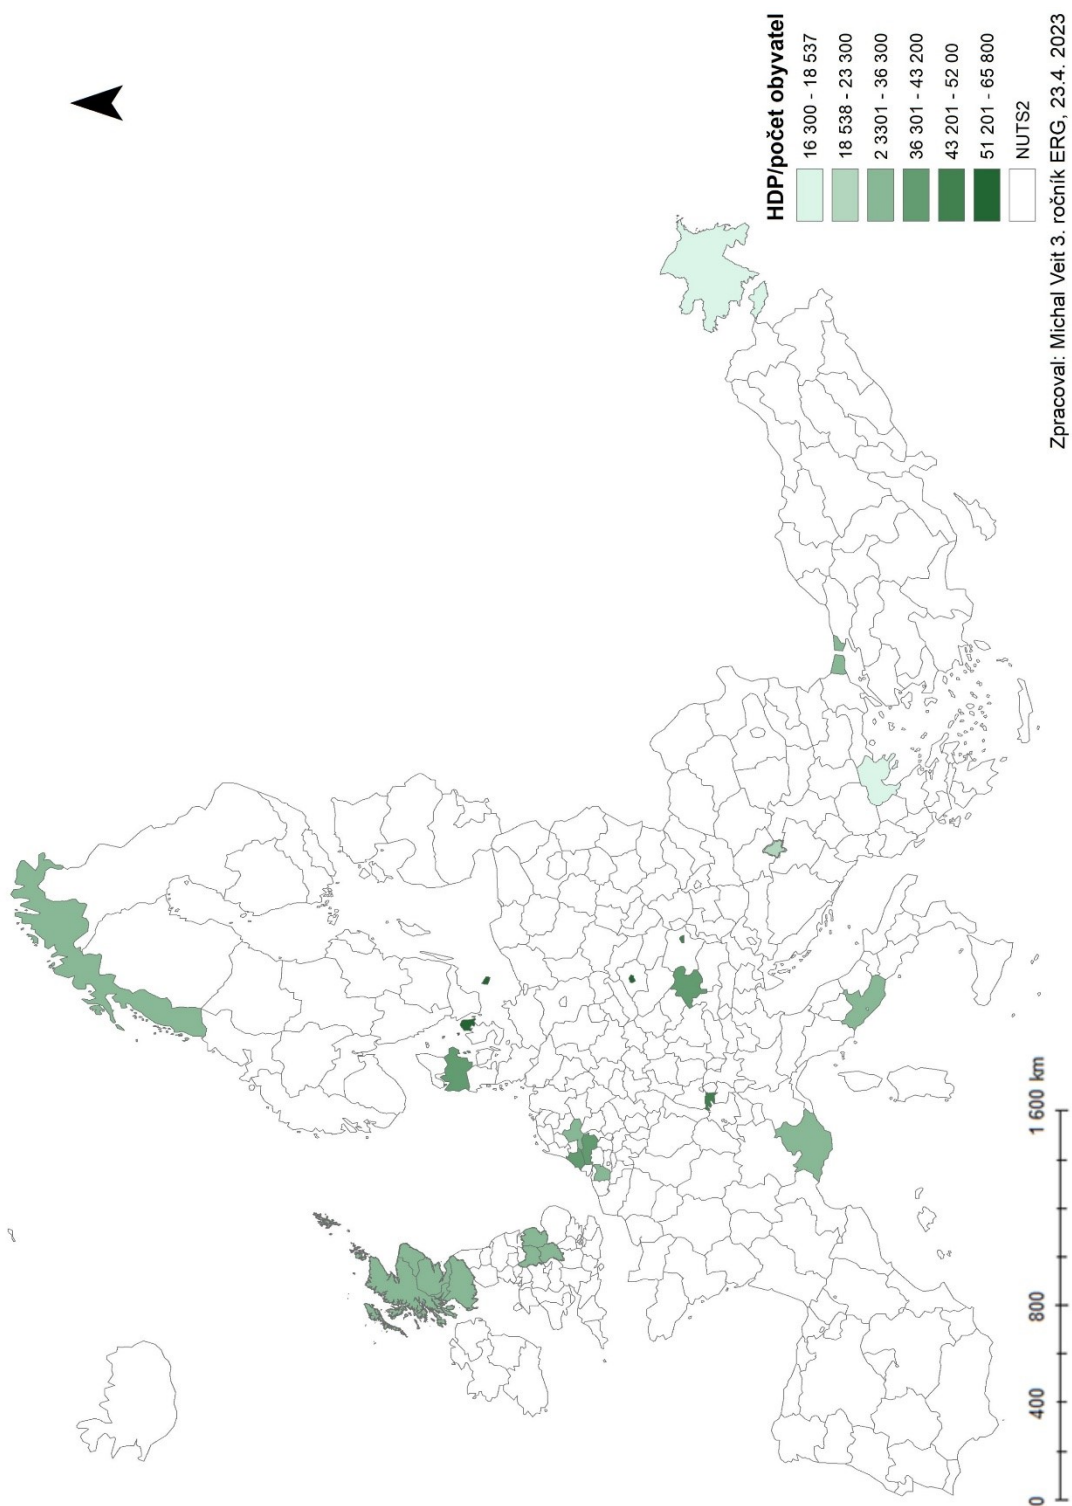 HDP/počet obyvatel
16 300 - 18 537
18 538 - 23 300
2 3301 - 36 300
36 301 - 43 200
43 201 - 52 00
51 201 - 65 800
NUTS2
Zpracoval: Michal Veit 3. ročník ERG, 23.4. 2023
0 400 800 1 600 km